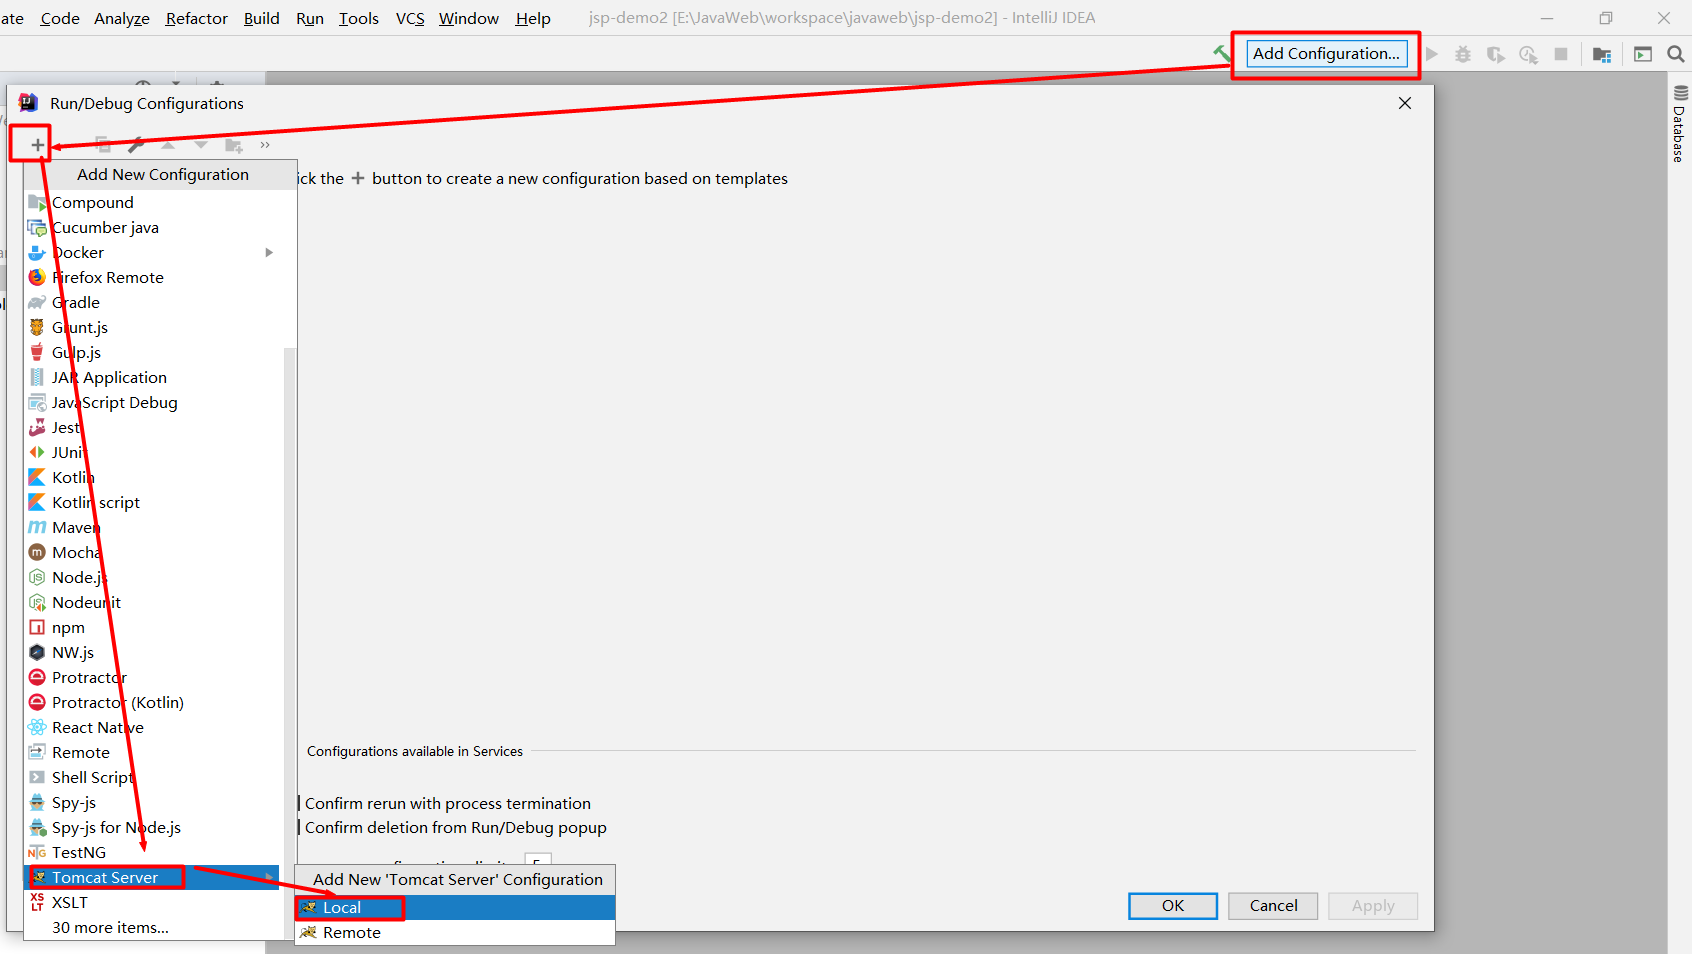 ate Code Analyze Refactor Build Run Tools VCS Window Help jsp-demo2 [E:\JavaWeb\workspace\javaweb\jsp-demo2] - IntelliJ IDEA
Add Configuration...
Database
Run/Debug Configurations
Add New Configuration
ick the + button to create a new configuration based on templates
Compound
Cucumber java
Docker
Firefox Remote
Gradle
Grunt.js
Gulp.js
JAR Application
JavaScript Debug
Jest
JUnit
Kotlin
Kotlin script
Maven
Mocha
Node.js
Nodeunit
npm
NW.js
Protractor
Protractor (Kotlin)
React Native
Remote
Shell Script
Spy-js
Spy-js for Node.js
TestNG
Tomcat Server
XSLT
30 more items...
Configurations available in Services
Confirm rerun with process termination
Confirm deletion from Run/Debug popup
Add New 'Tomcat Server' Configuration
Local
Remote
OK
Cancel
Apply